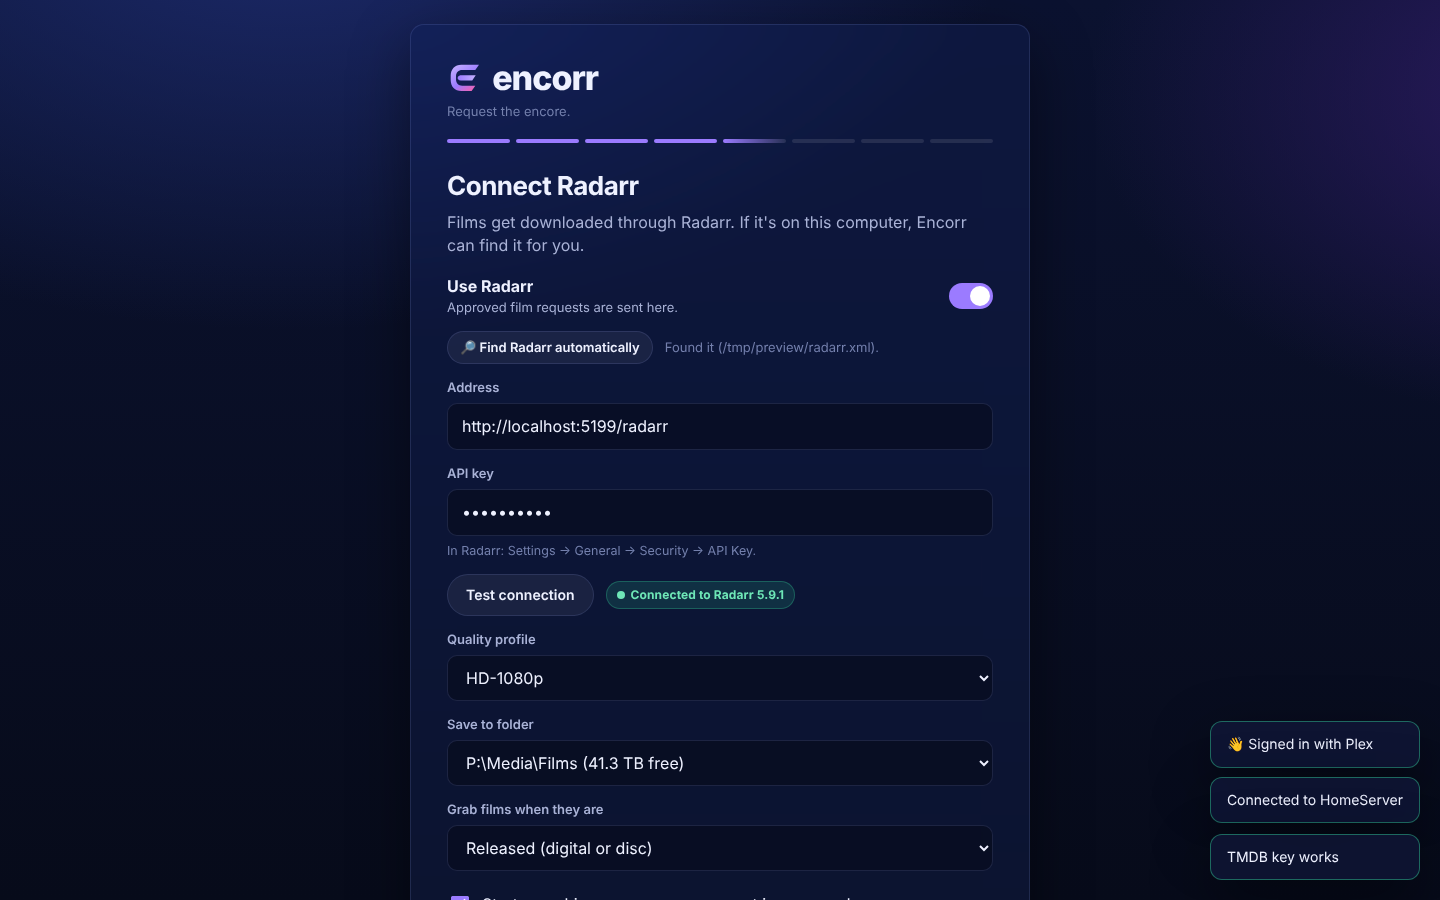 encorr
Request the encore.
Connect Radarr
Films get downloaded through Radarr. If it's on this computer, Encorr
can find it for you.
Use Radarr
Approved film requests are sent here.
🔎 Find Radarr automatically
Found it (/tmp/preview/radarr.xml).
Address
http://localhost:5199/radarr
API key
••••••••••
In Radarr: Settings → General → Security → API Key.
Test connection
Connected to Radarr 5.9.1
Quality profile
HD-1080p
Save to folder
P:\Media\Films (41.3 TB free)
Grab films when they are
Released (digital or disc)
👋 Signed in with Plex
Connected to HomeServer
TMDB key works